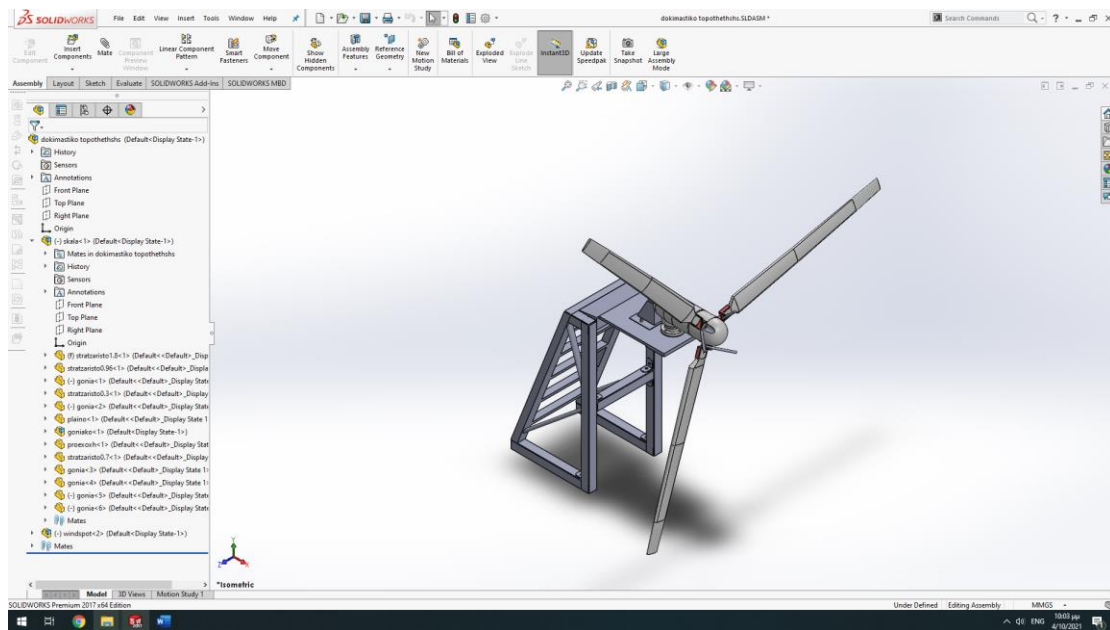 SOLIDWORKS File Edit View Insert Tools Window Help dokimastiko topothethshs.SLDASM * Search Commands
Edit Component Insert Components Mate Component Preview Window Linear Component Pattern Smart Fasteners Move Component Show Hidden Components Assembly Features Reference Geometry New Motion Study Bill of Materials Exploded View Explode Line Sketch Instant3D Update Speedpak Take Snapshot Large Assembly Mode
Assembly Layout Sketch Evaluate SOLIDWORKS Add-Ins SOLIDWORKS MBD
dokimastiko topothethshs (Default<Display State-1>)
History
Sensors
Annotations
Front Plane
Top Plane
Right Plane
Origin
(-) skala<1> (Default<Display State-1>)
Mates in dokimastiko topothethshs
History
Sensors
Annotations
Front Plane
Top Plane
Right Plane
Origin
(f) stratzaristo1.8<1> (Default<<Default>_Disp
stratzaristo0.96<1> (Default<<Default>_Displa
(-) gonia<1> (Default<<Default>_Display State
stratzaristo0.3<1> (Default<<Default>_Display
(-) gonia<2> (Default<<Default>_Display State
plaino<1> (Default<<Default>_Display State 1
goniako<1> (Default<Display State-1>)
proexoxh<1> (Default<<Default>_Display Stat
stratzaristo0.7<1> (Default<<Default>_Display
gonia<3> (Default<<Default>_Display State 1
gonia<4> (Default<<Default>_Display State 1
(-) gonia<5> (Default<<Default>_Display State
(-) gonia<6> (Default<<Default>_Display State
Mates
(-) windspot<2> (Default<Display State-1>)
Mates
*Isometric
Model 3D Views Motion Study 1
SOLIDWORKS Premium 2017 x64 Edition Under Defined Editing Assembly MMGS
ENG 10:03 μμ
4/10/2021